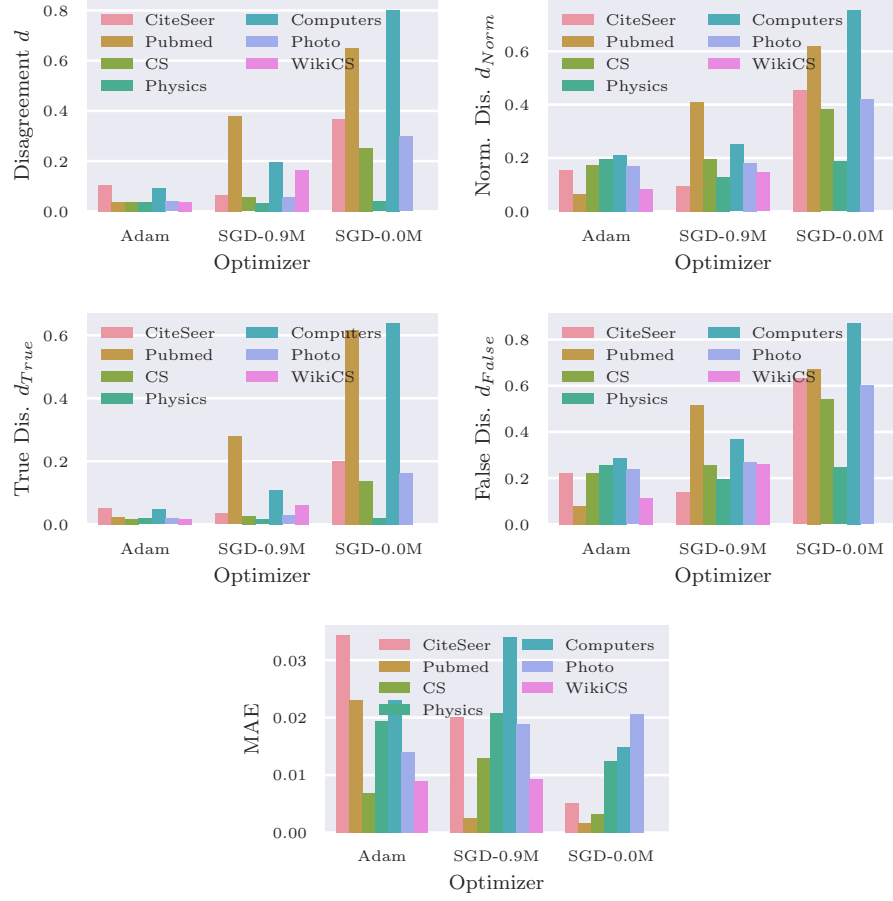 Disagreement d
0.8
0.6
0.4
0.2
0.0
CiteSeer
Pubmed
CS
Physics
Computers
Photo
WikiCS
Adam SGD-0.9M SGD-0.0M
Optimizer
Norm. Dis. d_Norm
0.6
0.4
0.2
0.0
CiteSeer
Pubmed
CS
Physics
Computers
Photo
WikiCS
Adam SGD-0.9M SGD-0.0M
Optimizer
True Dis. d_True
0.6
0.4
0.2
0.0
CiteSeer
Pubmed
CS
Physics
Computers
Photo
WikiCS
Adam SGD-0.9M SGD-0.0M
Optimizer
False Dis. d_False
0.8
0.6
0.4
0.2
0.0
CiteSeer
Pubmed
CS
Physics
Computers
Photo
WikiCS
Adam SGD-0.9M SGD-0.0M
Optimizer
MAE
0.03
0.02
0.01
0.00
CiteSeer
Pubmed
CS
Physics
Computers
Photo
WikiCS
Adam SGD-0.9M SGD-0.0M
Optimizer